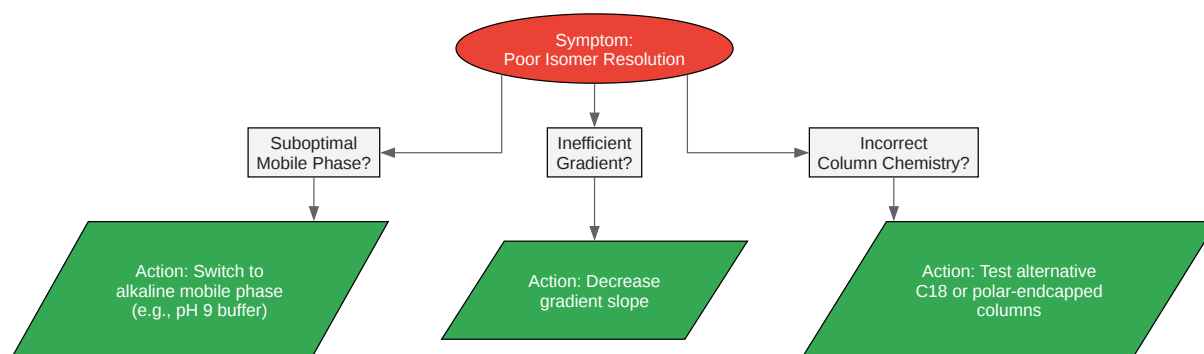 Symptom:
Poor Isomer Resolution
Suboptimal
Mobile Phase?
Inefficient
Gradient?
Incorrect
Column Chemistry?
Action: Switch to
alkaline mobile phase
(e.g., pH 9 buffer)
Action: Decrease
gradient slope
Action: Test alternative
C18 or polar-endcapped
columns